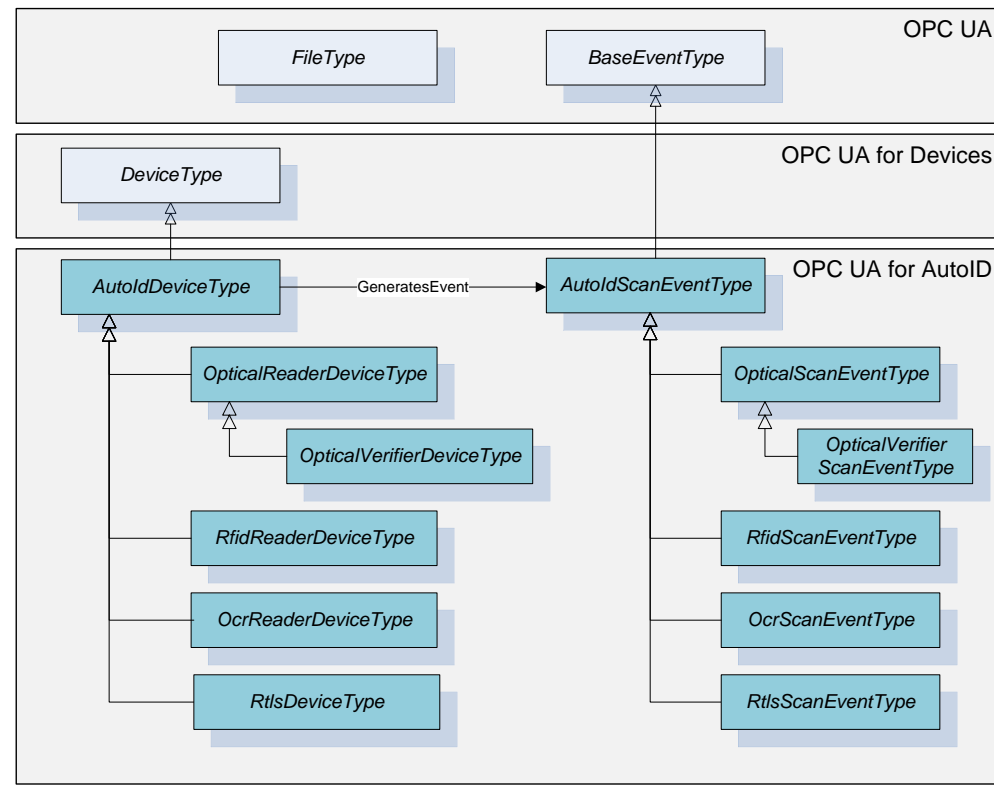 OPC UA
FileType
BaseEventType
OPC UA for Devices
DeviceType
OPC UA for AutoID
AutoIdDeviceType
GeneratesEvent
AutoIdScanEventType
OpticalReaderDeviceType
OpticalScanEventType
OpticalVerifierDeviceType
OpticalVerifier
ScanEventType
RfidReaderDeviceType
RfidScanEventType
OcrReaderDeviceType
OcrScanEventType
RtlsDeviceType
RtlsScanEventType